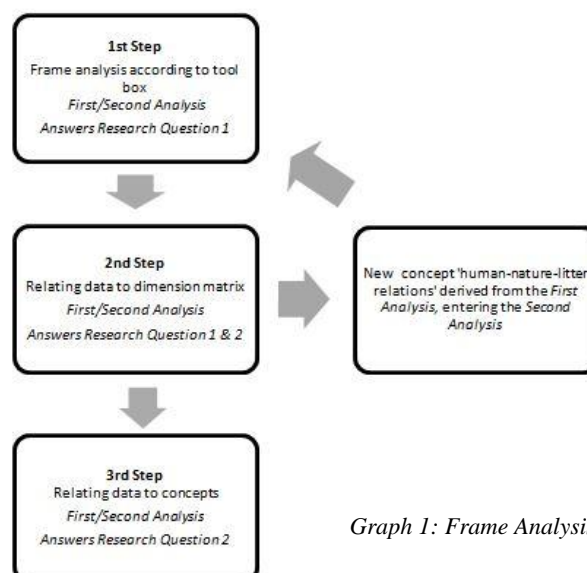 1st Step
Frame analysis according to tool
box
First/Second Analysis
Answers Research Question 1
2nd Step
Relating data to dimension matrix
First/Second Analysis
Answers Research Question 1 & 2
New concept 'human-nature-litter
relations' derived from the First
Analysis, entering the Second
Analysis
3rd Step
Relating data to concepts
First/Second Analysis
Answers Research Question 2
Graph 1: Frame Analysis